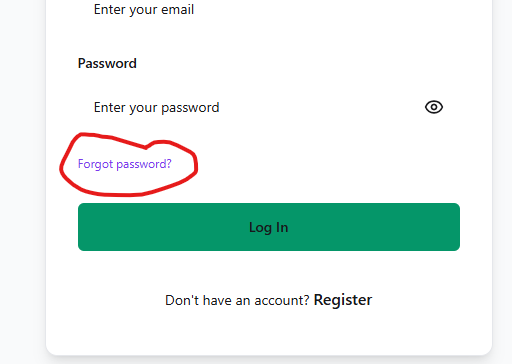 Enter your email
Password
Enter your password
Forgot password?
Log In
Don't have an account? Register